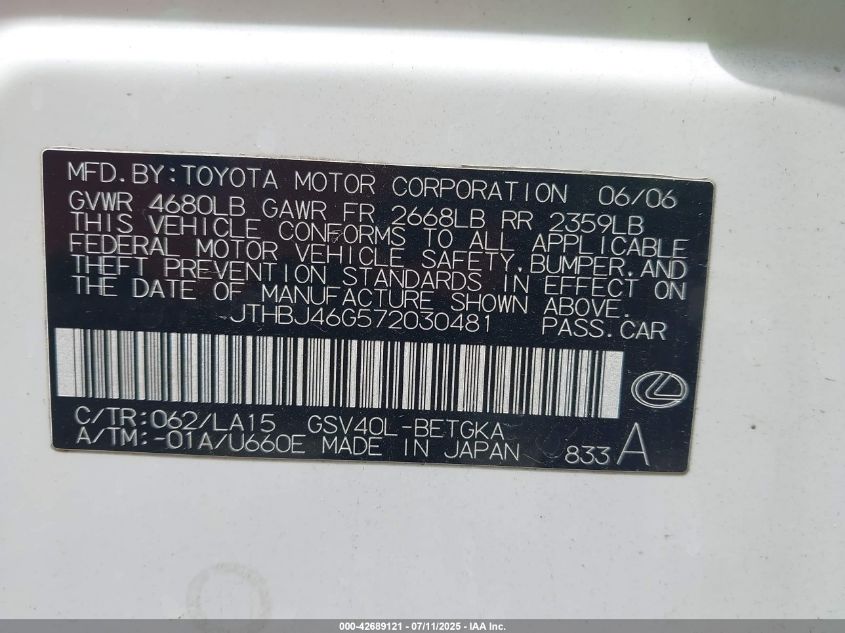 MFD.BY:TOYOTA MOTOR CORPORATION 06/06
GVWR 4680LB GAWR FR 2668LB RR 2359LB
THIS VEHICLE CONFORMS TO ALL APPLICABLE
FEDERAL MOTOR VEHICLE SAFETY,BUMPER,AND
THEFT PREVENTION STANDARDS IN EFFECT ON
THE DATE OF MANUFACTURE SHOWN ABOVE.
JTHBJ46G572030481 PASS.CAR
C/TR:062/LA15 GSV40L-BETGKA
A/TM:-01A/U660E MADE IN JAPAN 833 A
000-42689121 - 07/11/2025 - IAA Inc.